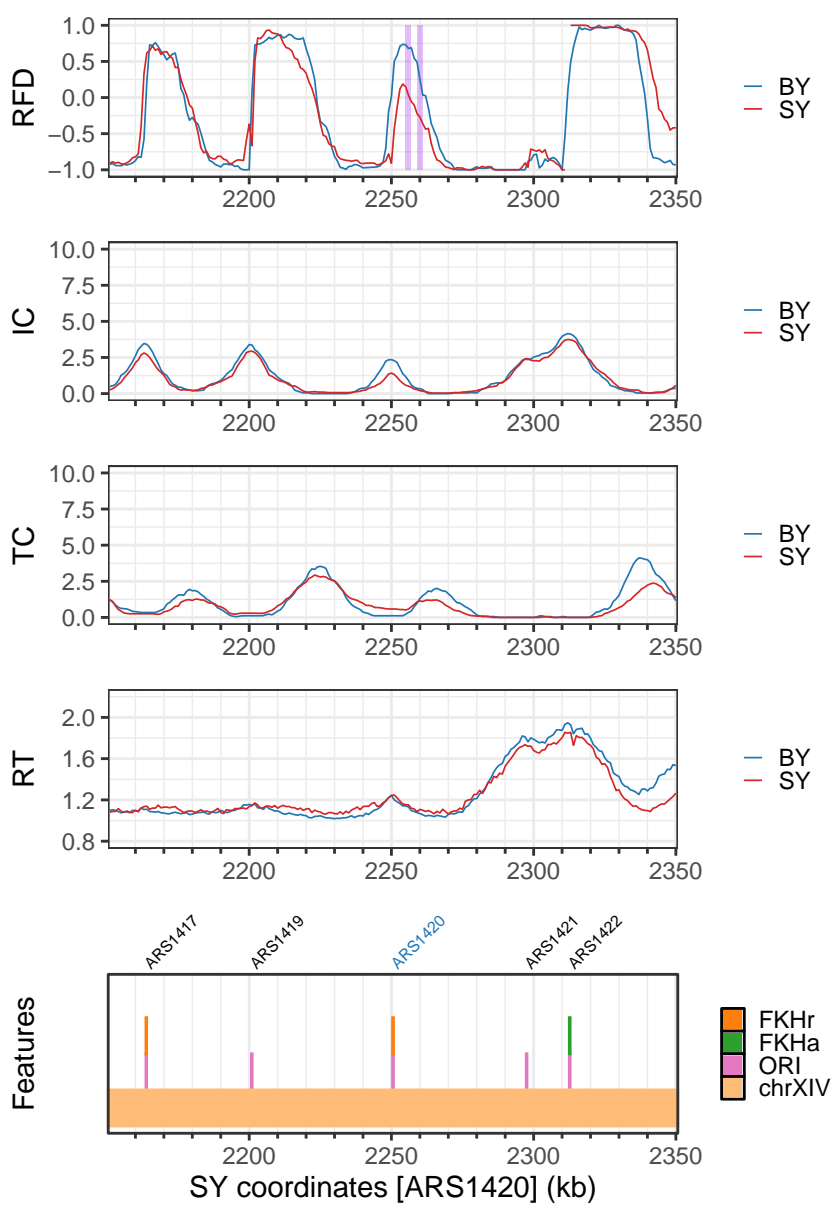 RFD
1.0
0.5
0.0
−0.5
−1.0
2200
2250
2300
2350
BY
SY
IC
10.0
7.5
5.0
2.5
0.0
2200
2250
2300
2350
BY
SY
TC
10.0
7.5
5.0
2.5
0.0
2200
2250
2300
2350
BY
SY
RT
2.0
1.6
1.2
0.8
2200
2250
2300
2350
BY
SY
ARS1417
ARS1419
ARS1420
ARS1421
ARS1422
Features
FKHr
FKHa
ORI
chrXIV
2200
2250
2300
2350
SY coordinates [ARS1420] (kb)